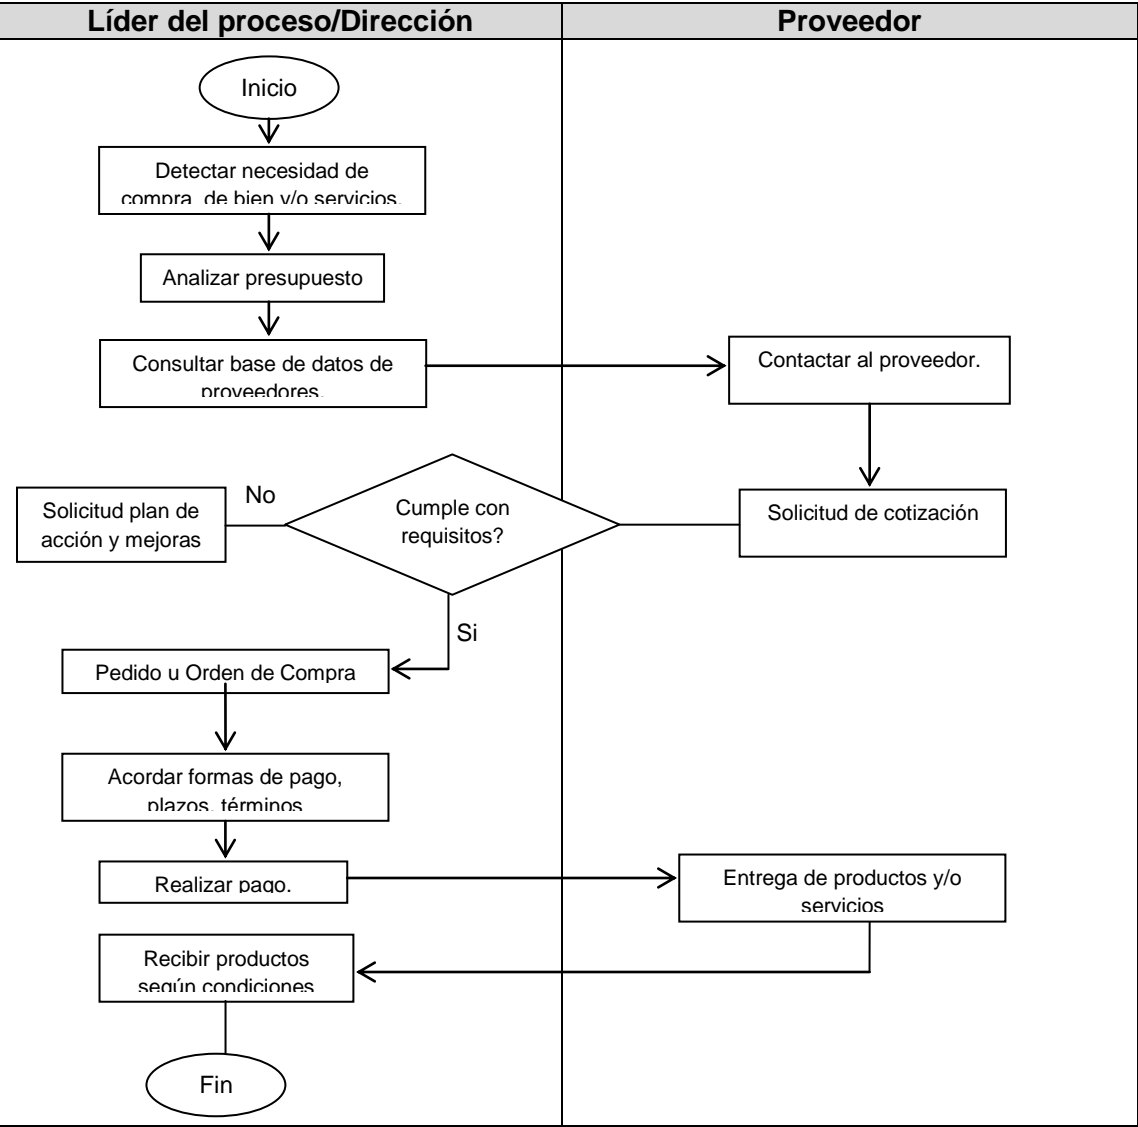 Líder del proceso/Dirección
Proveedor
Inicio
Detectar necesidad de
compra de bien y/o servicios.
Analizar presupuesto
Consultar base de datos de
proveedores.
Contactar al proveedor.
Solicitud de cotización
Cumple con
requisitos?
No
Solicitud plan de
acción y mejoras
Si
Pedido u Orden de Compra
Acordar formas de pago,
plazos, términos
Realizar pago.
Entrega de productos y/o
servicios
Recibir productos
según condiciones
Fin